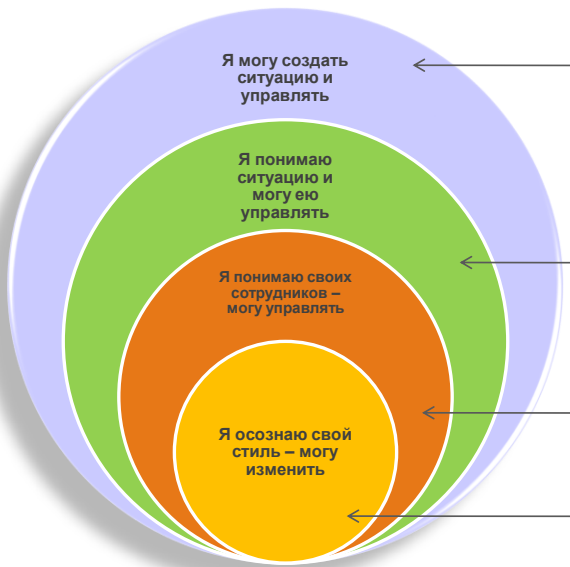 Я могу создать
ситуацию и
управлять
Я понимаю
ситуацию и
могу ею
управлять
Я понимаю своих
сотрудников –
могу управлять
Я осознаю свой
стиль – могу
изменить